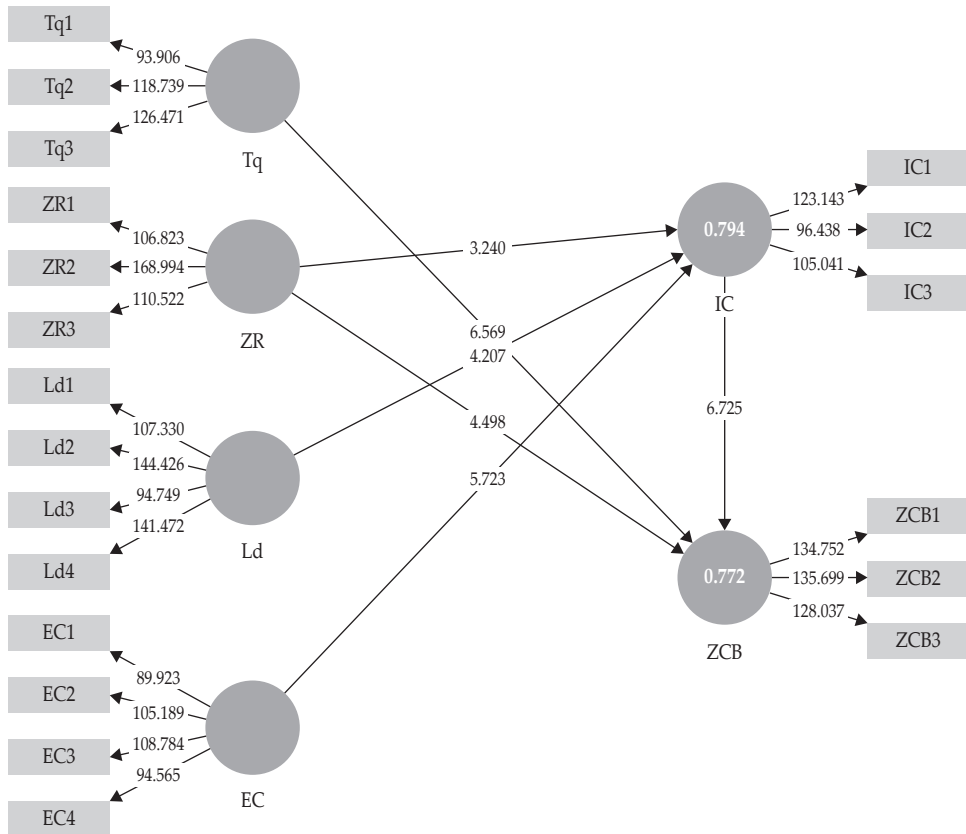 Tq1
93.906
Tq2
118.739
126.471
Tq3
Tq
ZR1
106.823
ZR2
168.994
110.522
ZR3
ZR
Ld1
107.330
Ld2
144.426
94.749
Ld3
141.472
Ld4
Ld
EC1
89.923
EC2
105.189
108.784
EC3
94.565
EC4
EC
3.240
6.569
4.207
4.498
5.723
0.794
IC
123.143
96.438
105.041
IC1
IC2
IC3
6.725
0.772
ZCB
134.752
135.699
128.037
ZCB1
ZCB2
ZCB3